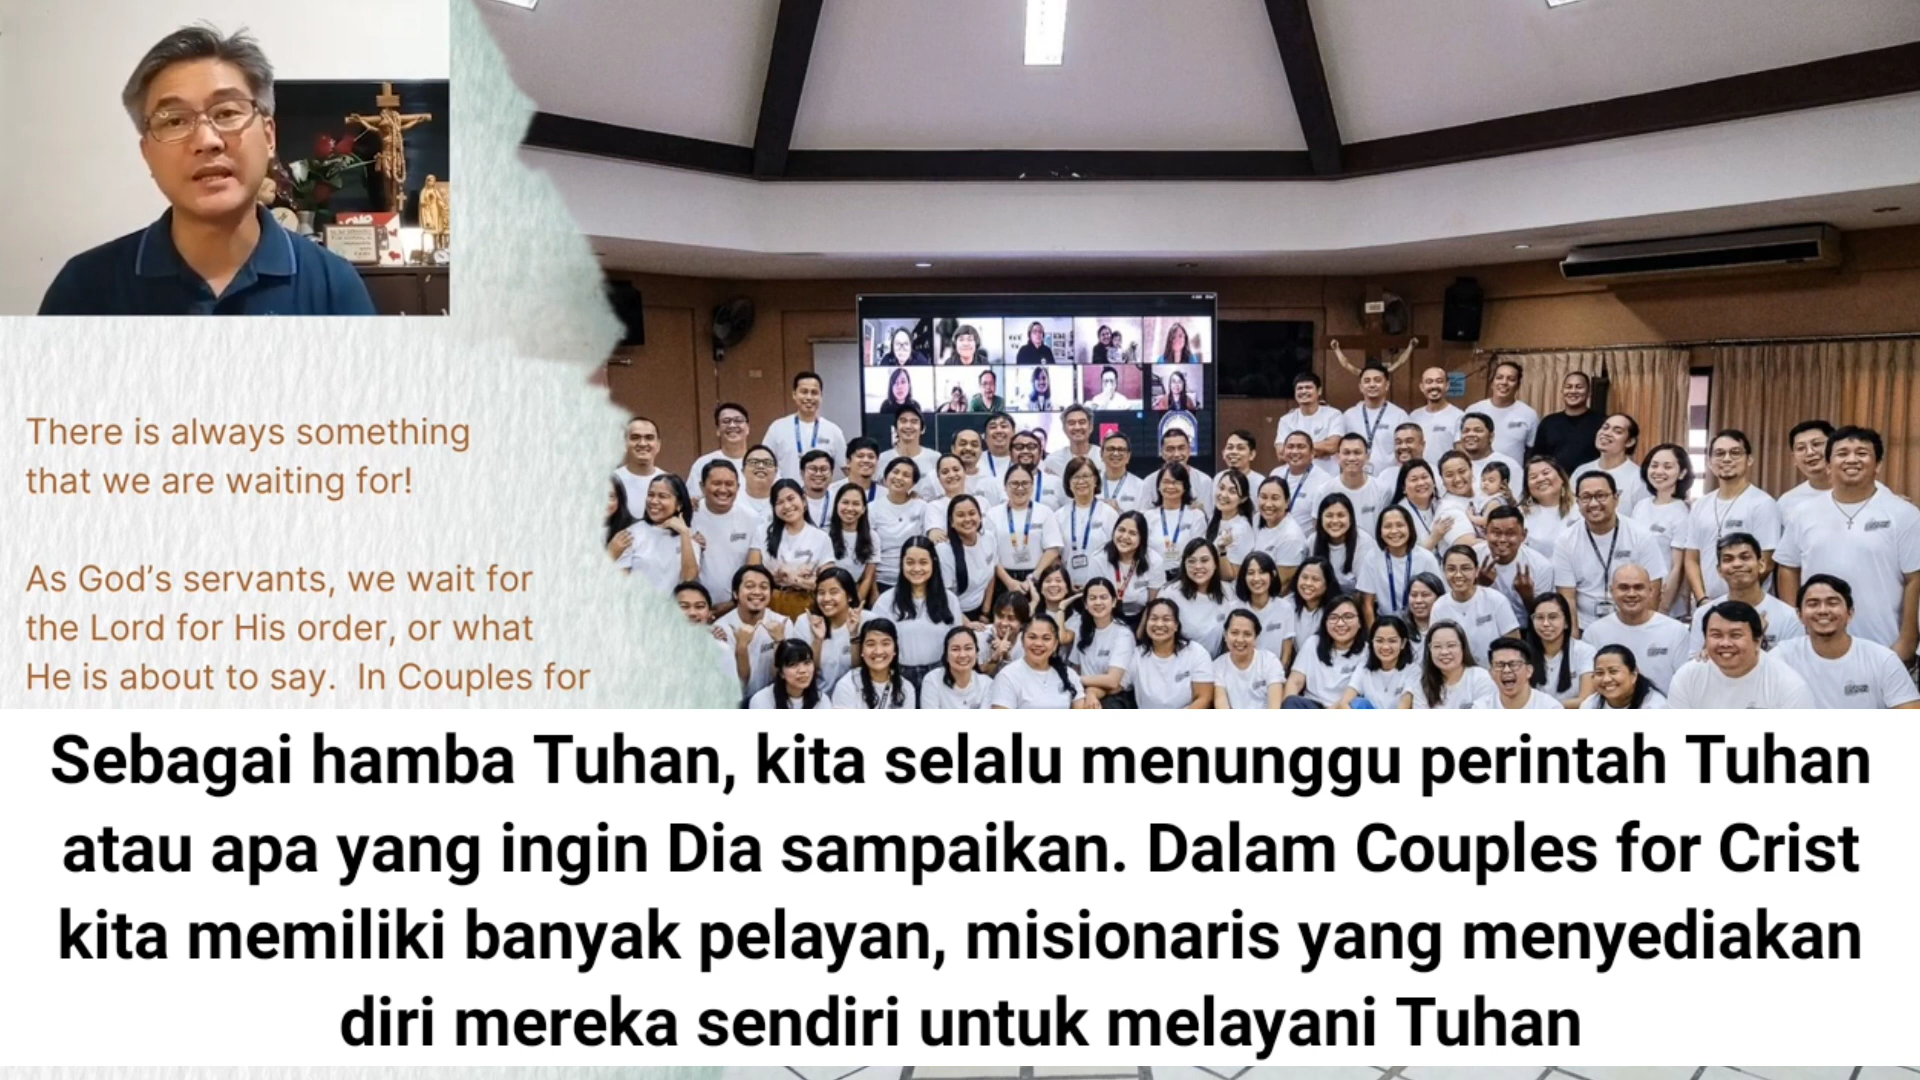 There is always something
that we are waiting for!
As God's servants, we wait for
the Lord for His order, or what
He is about to say.  In Couples for
Sebagai hamba Tuhan, kita selalu menunggu perintah Tuhan
atau apa yang ingin Dia sampaikan. Dalam Couples for Crist
kita memiliki banyak pelayan, misionaris yang menyediakan
diri mereka sendiri untuk melayani Tuhan